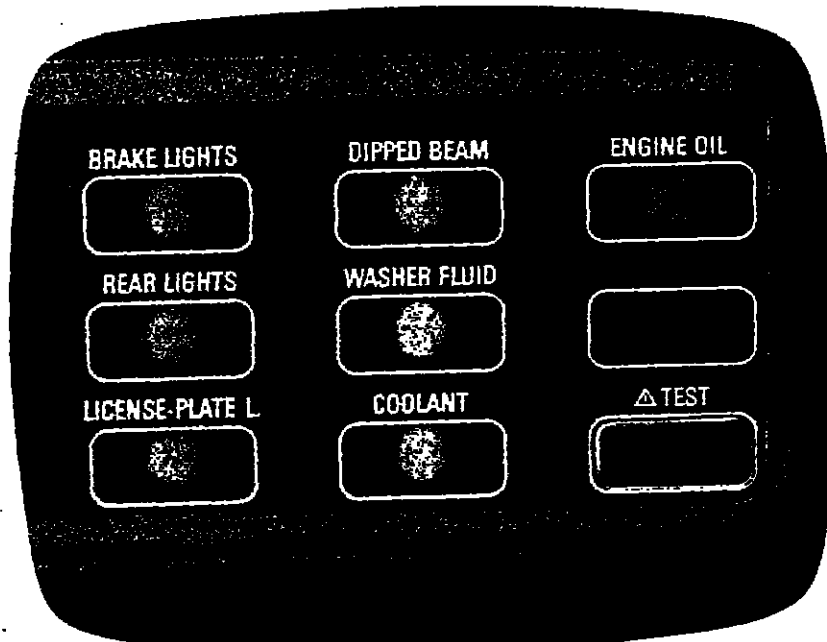 BRAKE LIGHTS DIPPED BEAM ENGINE OIL
REAR LIGHTS WASHER FLUID
LICENSE-PLATE L. COOLANT ⚠ TEST